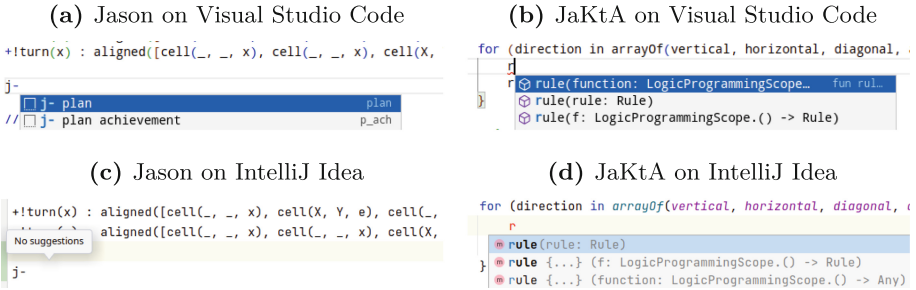 (a) Jason on Visual Studio Code
+!turn(x) : aligned([cell(_, _, x), cell(_, _, x), cell(X,
j-
j- plan plan
j- plan achievement p_ach
//
(b) JaKtA on Visual Studio Code
for (direction in arrayOf(vertical, horizontal, diagonal,
r
r
rule(function: LogicProgrammingScope… fun rul…
rule(rule: Rule)
rule(f: LogicProgrammingScope.() -> Rule)
}
(c) Jason on IntelliJ Idea
+!turn(x) : aligned([cell(_, _, x), cell(X, Y, e), cell(_,
aligned([cell(_, _, x), cell(_, _, x), cell(X,
No suggestions
j-
(d) JaKtA on IntelliJ Idea
for (direction in arrayOf(vertical, horizontal, diagonal,
r
rule(rule: Rule)
rule {...} (f: LogicProgrammingScope.() -> Rule)
rule {...} (function: LogicProgrammingScope.() -> Any)
}